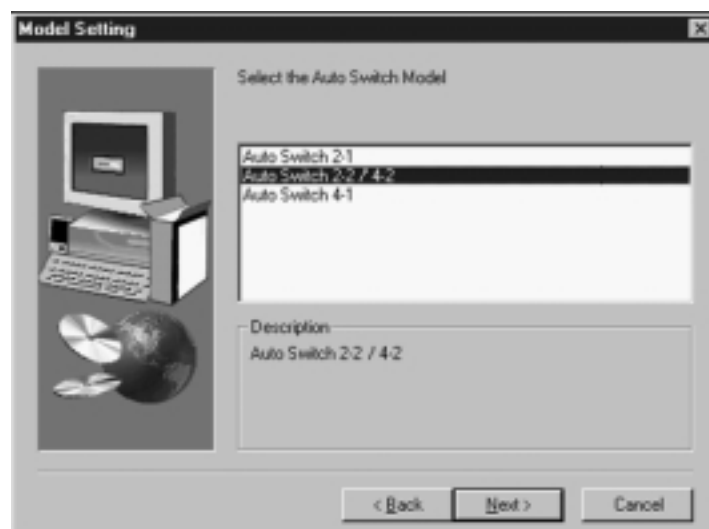 Model Setting
Select the Auto Switch Model
Auto Switch 2-1
Auto Switch 2-2 / 4-2
Auto Switch 4-1
Description
Auto Switch 2-2 / 4-2
< Back
Next >
Cancel